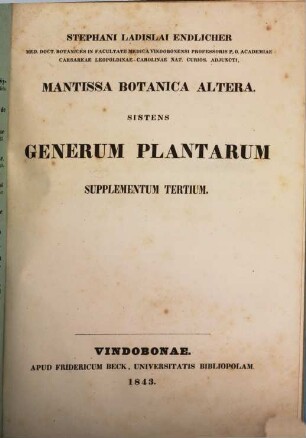 STEPHANI LADISLAI ENDLICHER
MED. DOCT. BOTANICES IN FACULTATE MEDICA VINDOBONENSI PROFESSORIS P. O. ACADEMIAE
CAESAREAE LEOPOLDINAE-CAROLINAE NAT. CURIOS. ADJUNCTI,
MANTISSA BOTANICA ALTERA.
SISTENS
GENERUM PLANTARUM
SUPPLEMENTUM TERTIUM.
VINDOBONAE.
APUD FRIDERICUM BECK, UNIVERSITATIS BIBLIOPOLAM.
1843.